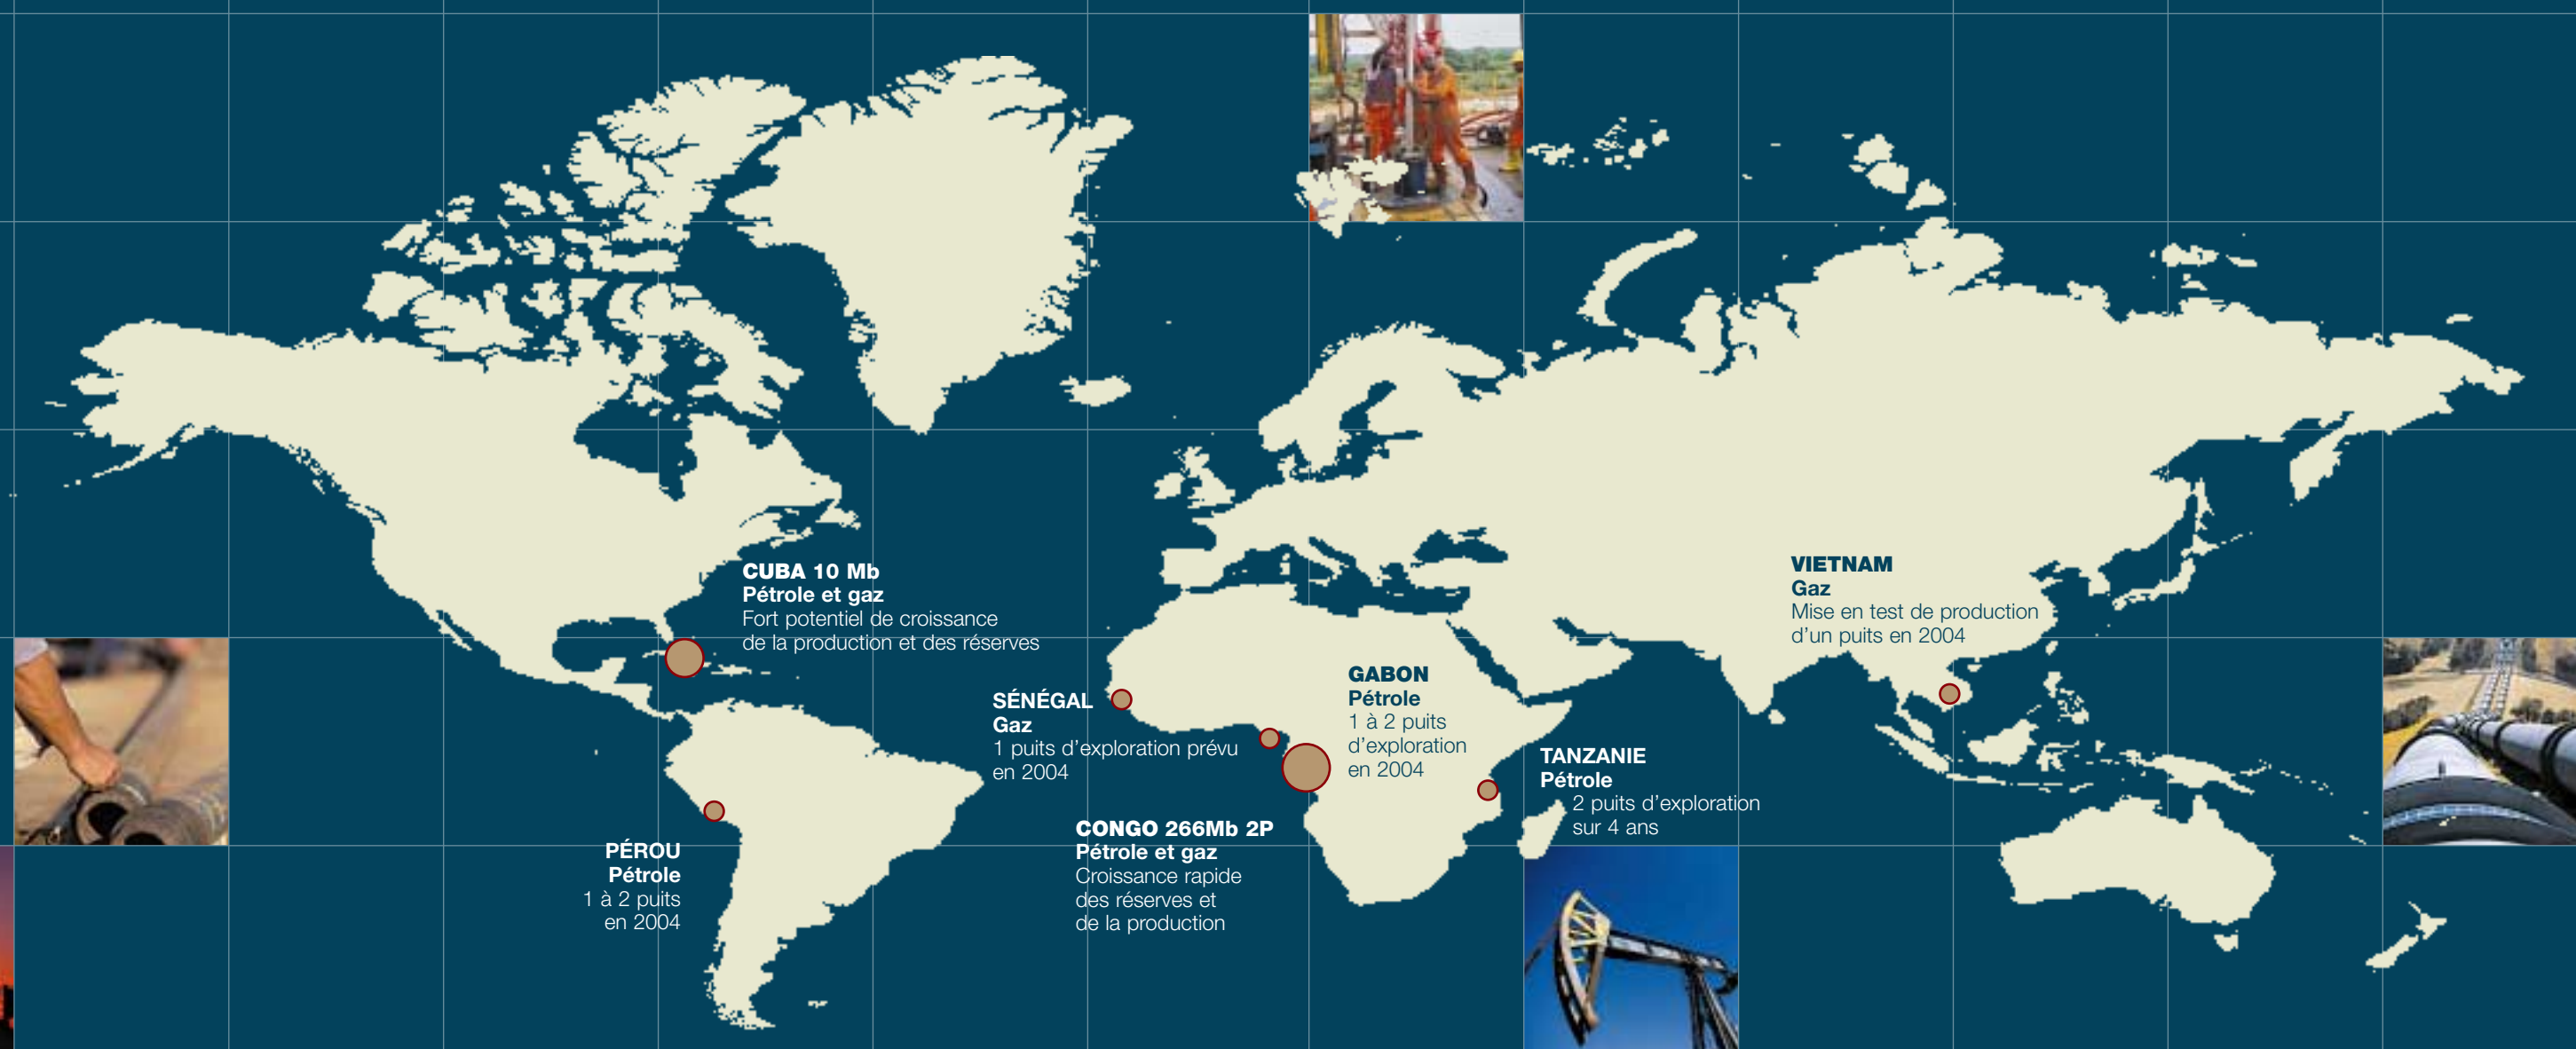 CUBA 10 Mb
Pétrole et gaz
Fort potentiel de croissance
de la production et des réserves
VIETNAM
Gaz
Mise en test de production
d’un puits en 2004
SÉNÉGAL
Gaz
1 puits d’exploration prévu
en 2004
GABON
Pétrole
1 à 2 puits
d’exploration
en 2004
TANZANIE
Pétrole
2 puits d’exploration
sur 4 ans
CONGO 266Mb 2P
Pétrole et gaz
Croissance rapide
des réserves et
de la production
PÉROU
Pétrole
1 à 2 puits
en 2004